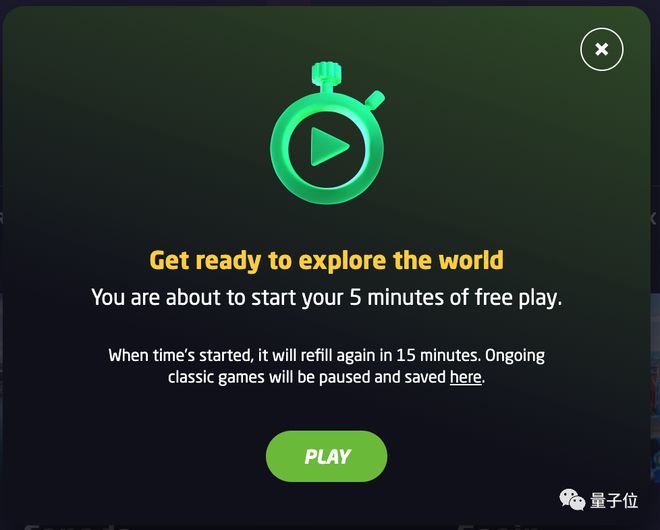 Get ready to explore the world
You are about to start your 5 minutes of free play.
When time's started, it will refill again in 15 minutes. Ongoing
classic games will be paused and saved here.
PLAY
量子位